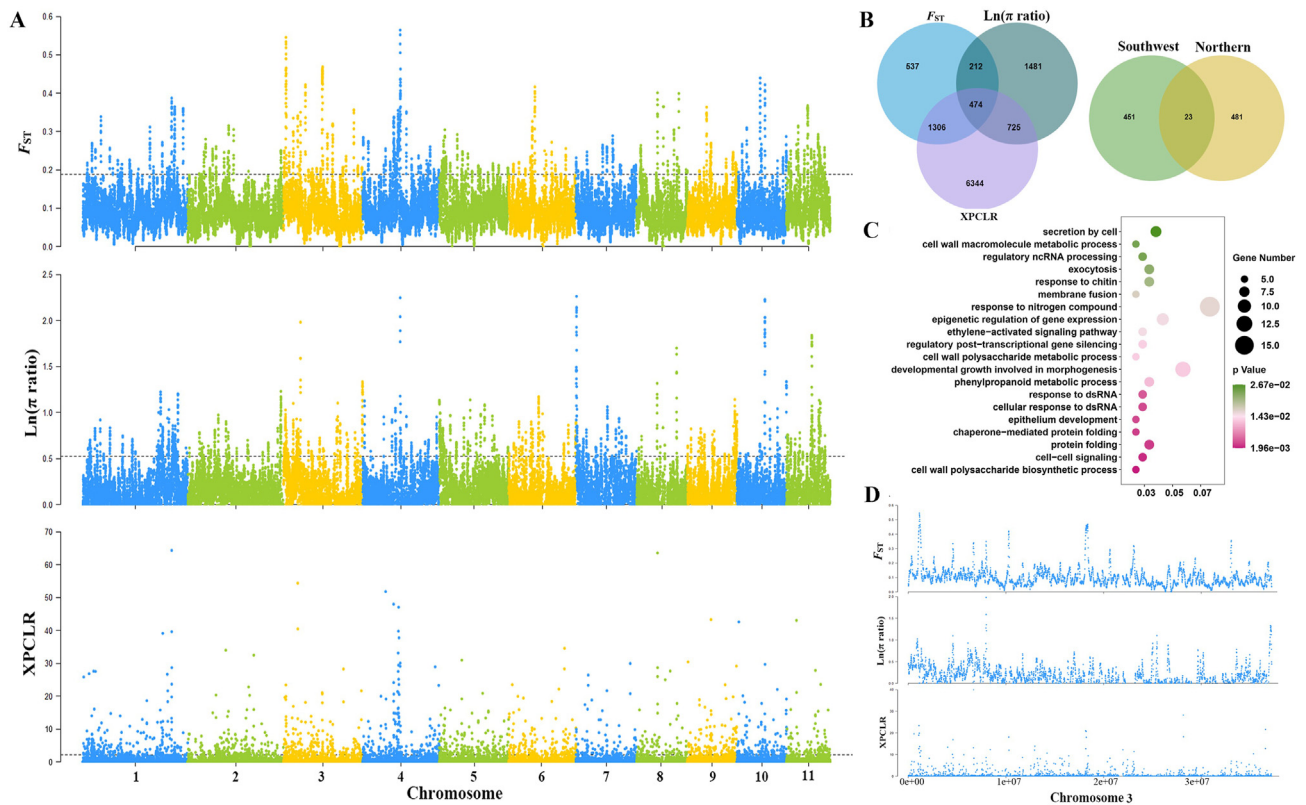 A
F_ST
0.6
0.5
0.4
0.3
0.2
0.1
0.0
Ln(π ratio)
2.5
2.0
1.5
1.0
0.5
0.0
XPCLR
70
60
50
40
30
20
10
0
1 2 3 4 5 6 7 8 9 10 11
Chromosome
B
F_ST Ln(π ratio)
537 212 1481
474
1306 725
6344
XPCLR
Southwest Northern
451 23 481
C
secretion by cell
cell wall macromolecule metabolic process
regulatory ncRNA processing
exocytosis
response to chitin
membrane fusion
response to nitrogen compound
epigenetic regulation of gene expression
ethylene−activated signaling pathway
regulatory post−transcriptional gene silencing
cell wall polysaccharide metabolic process
developmental growth involved in morphogenesis
phenylpropanoid metabolic process
response to dsRNA
cellular response to dsRNA
epithelium development
chaperone−mediated protein folding
protein folding
cell−cell signaling
cell wall polysaccharide biosynthetic process
0.03 0.05 0.07
Gene Number
5.0
7.5
10.0
12.5
15.0
p Value
2.67e−02
1.43e−02
1.96e−03
D
F_ST
Ln(π ratio)
XPCLR
0e+00 1e+07 2e+07 3e+07
Chromosome 3